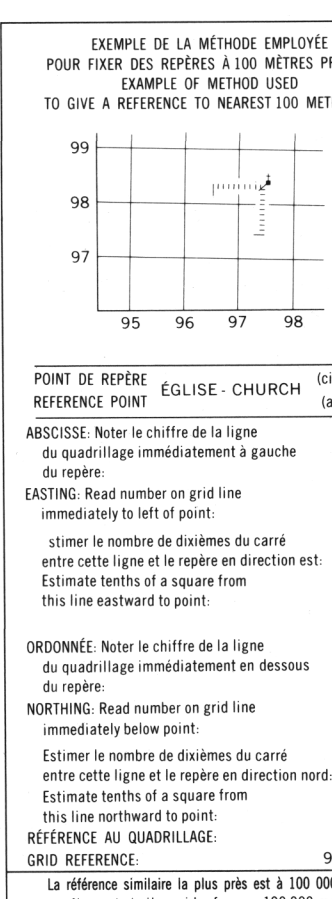 EXEMPLE DE LA MÉTHODE EMPLOYÉE
POUR FIXER DES REPÈRES À 100 MÈTRES
EXAMPLE OF METHOD USED
TO GIVE A REFERENCE TO NEAREST 100
99
98
97
95 96 97 98
POINT DE REPÈRE
REFERENCE POINT
ÉGLISE - CHURCH
ABSCISSE: Noter le chiffre de la ligne
du quadrillage immédiatement à gauche
du repère:
EASTING: Read number on grid line
immediately to left of point:
stimer le nombre de dixièmes du carré
entre cette ligne et le repère en direction est:
Estimate tenths of a square from
this line eastward to point:
ORDONNÉE: Noter le chiffre de la ligne
du quadrillage immédiatement en dessous
du repère:
NORTHING: Read number on grid line
immediately below point:
Estimer le nombre de dixièmes du carré
entre cette ligne et le repère en direction nord:
Estimate tenths of a square from
this line northward to point:
RÉFÉRENCE AU QUADRILLAGE:
GRID REFERENCE: 9
La référence similaire la plus près est à 100